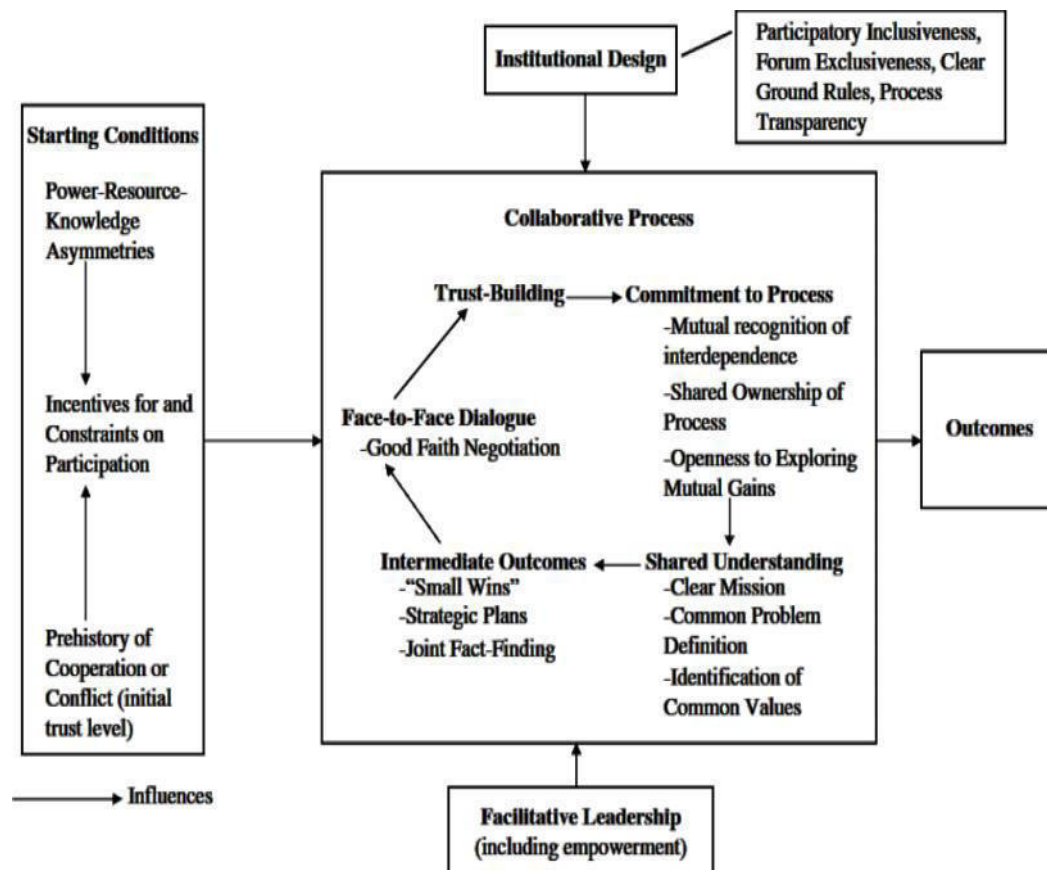 Institutional Design
Participatory Inclusiveness,
Forum Exclusiveness, Clear
Ground Rules, Process
Transparency
Starting Conditions
Power-Resource-
Knowledge
Asymmetries
Incentives for and
Constraints on
Participation
Prehistory of
Cooperation or
Conflict (initial
trust level)
Collaborative Process
Trust-Building
Commitment to Process
-Mutual recognition of
interdependence
-Shared Ownership of
Process
-Openness to Exploring
Mutual Gains
Face-to-Face Dialogue
-Good Faith Negotiation
Intermediate Outcomes
-“Small Wins”
-Strategic Plans
-Joint Fact-Finding
Shared Understanding
-Clear Mission
-Common Problem
Definition
-Identification of
Common Values
Outcomes
Influences
Facilitative Leadership
(including empowerment)